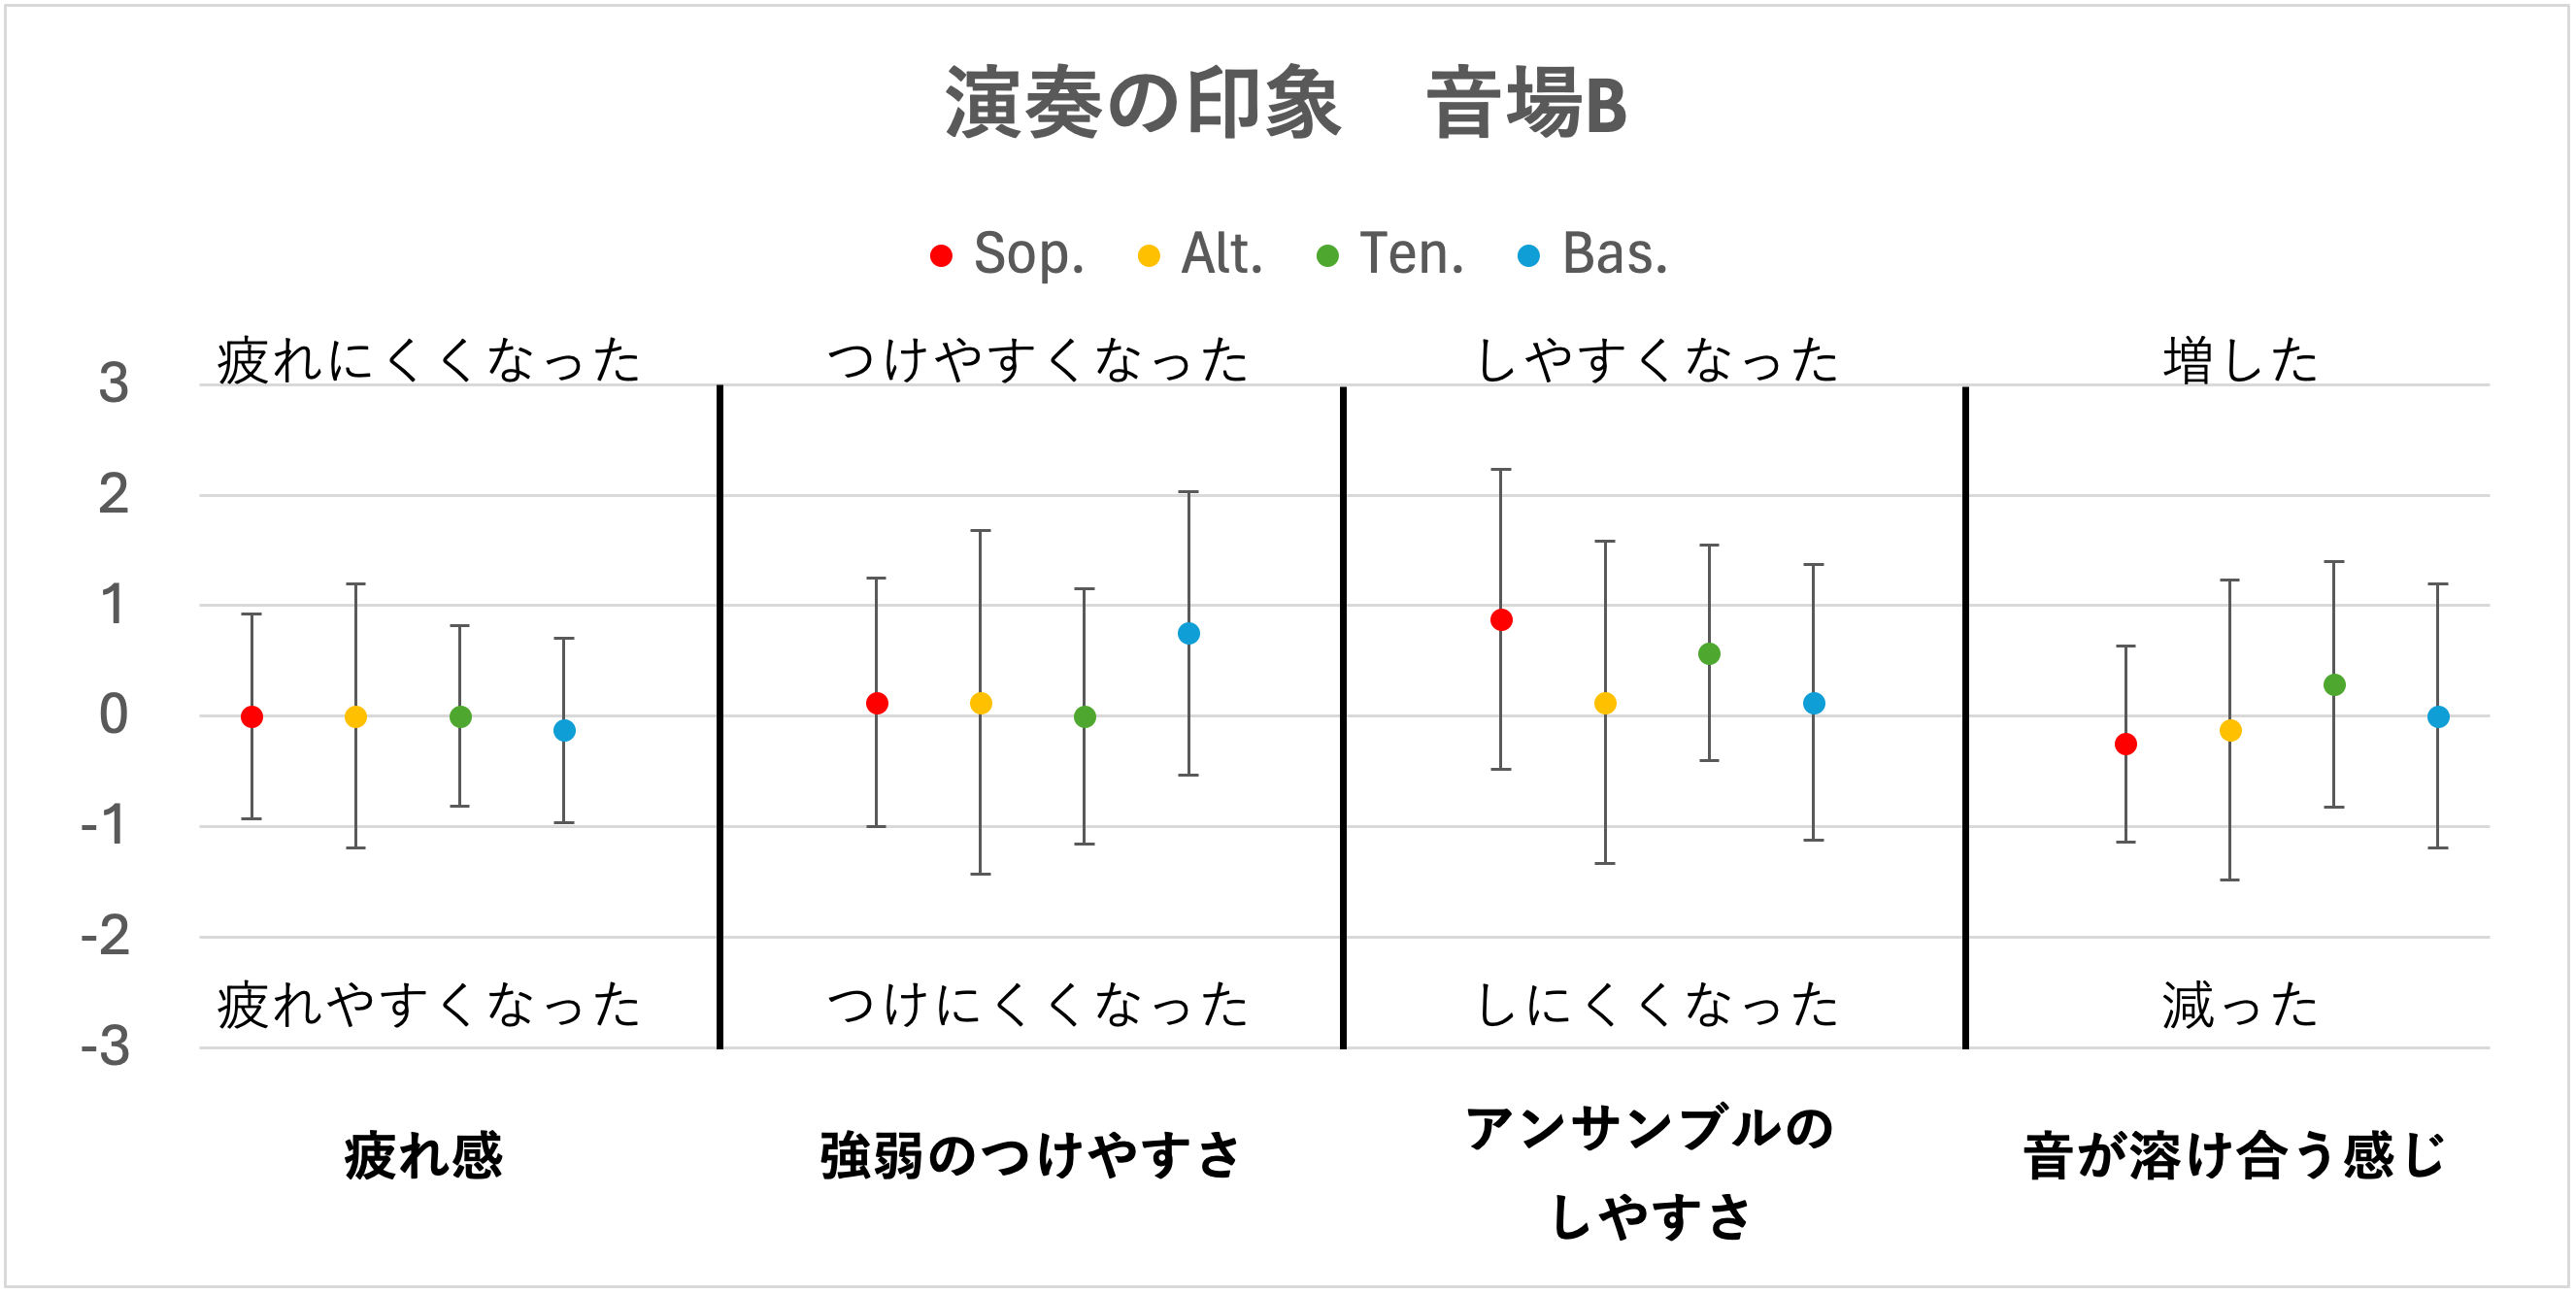 演奏の印象　音場B
Sop. Alt. Ten. Bas.
疲れにくくなった つけやすくなった しやすくなった 増した
3
2
1
0
-1
-2
疲れやすくなった つけにくくなった しにくくなった 減った
-3
疲れ感 強弱のつけやすさ アンサンブルの
しやすさ 音が溶け合う感じ